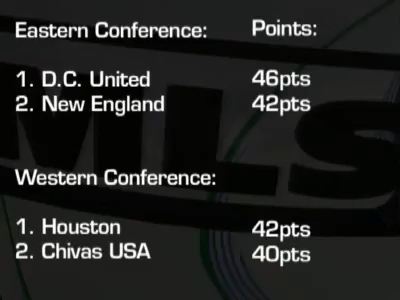 Eastern Conference: Points:
1. D.C. United 46pts
2. New England 42pts
MLS
Western Conference:
1. Houston 42pts
2. Chivas USA 40pts